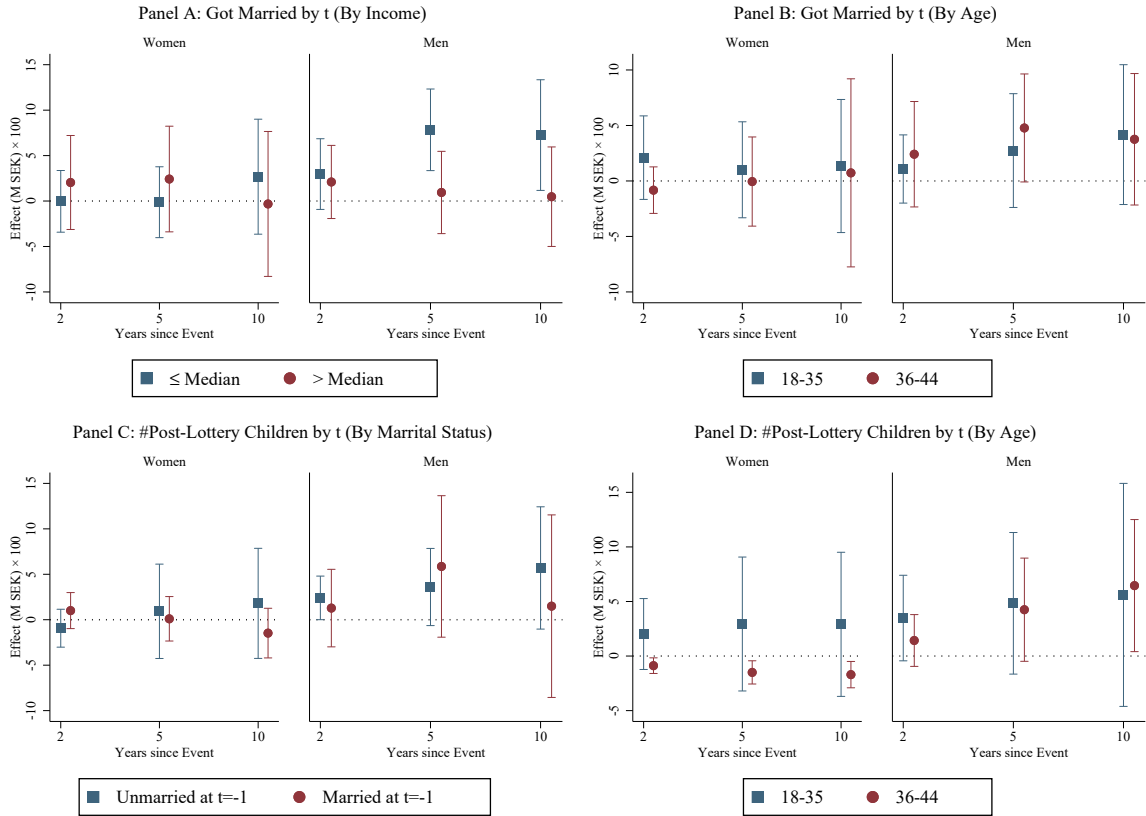 Panel A: Got Married by t (By Income)
Women
Men
Effect (M SEK) × 100
15
10
5
0
-5
-10
2
5
10
2
5
10
Years since Event
Years since Event
≤ Median
> Median
Panel B: Got Married by t (By Age)
Women
Men
Effect (M SEK) × 100
10
5
0
-5
-10
2
5
10
2
5
10
Years since Event
Years since Event
18-35
36-44
Panel C: #Post-Lottery Children by t (By Marrital Status)
Women
Men
Effect (M SEK) × 100
15
10
5
0
-5
-10
2
5
10
2
5
10
Years since Event
Years since Event
Unmarried at t=-1
Married at t=-1
Panel D: #Post-Lottery Children by t (By Age)
Women
Men
Effect (M SEK) × 100
15
10
5
0
-5
2
5
10
2
5
10
Years since Event
Years since Event
18-35
36-44